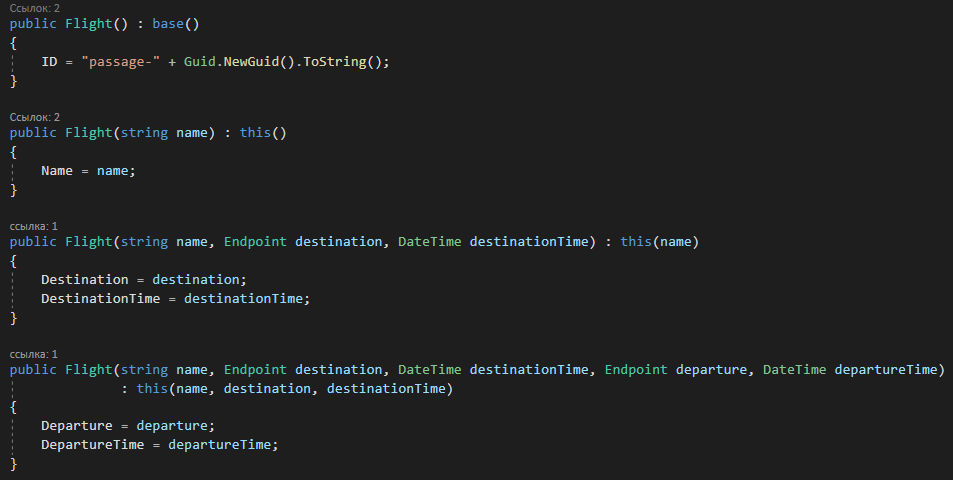 Ссылок: 2
public Flight() : base()
{
ID = "passage-" + Guid.NewGuid().ToString();
}
Ссылок: 2
public Flight(string name) : this()
{
Name = name;
}
ссылка: 1
public Flight(string name, Endpoint destination, DateTime destinationTime) : this(name)
{
Destination = destination;
DestinationTime = destinationTime;
}
ссылка: 1
public Flight(string name, Endpoint destination, DateTime destinationTime, Endpoint departure, DateTime departureTime)
: this(name, destination, destinationTime)
{
Departure = departure;
DepartureTime = departureTime;
}